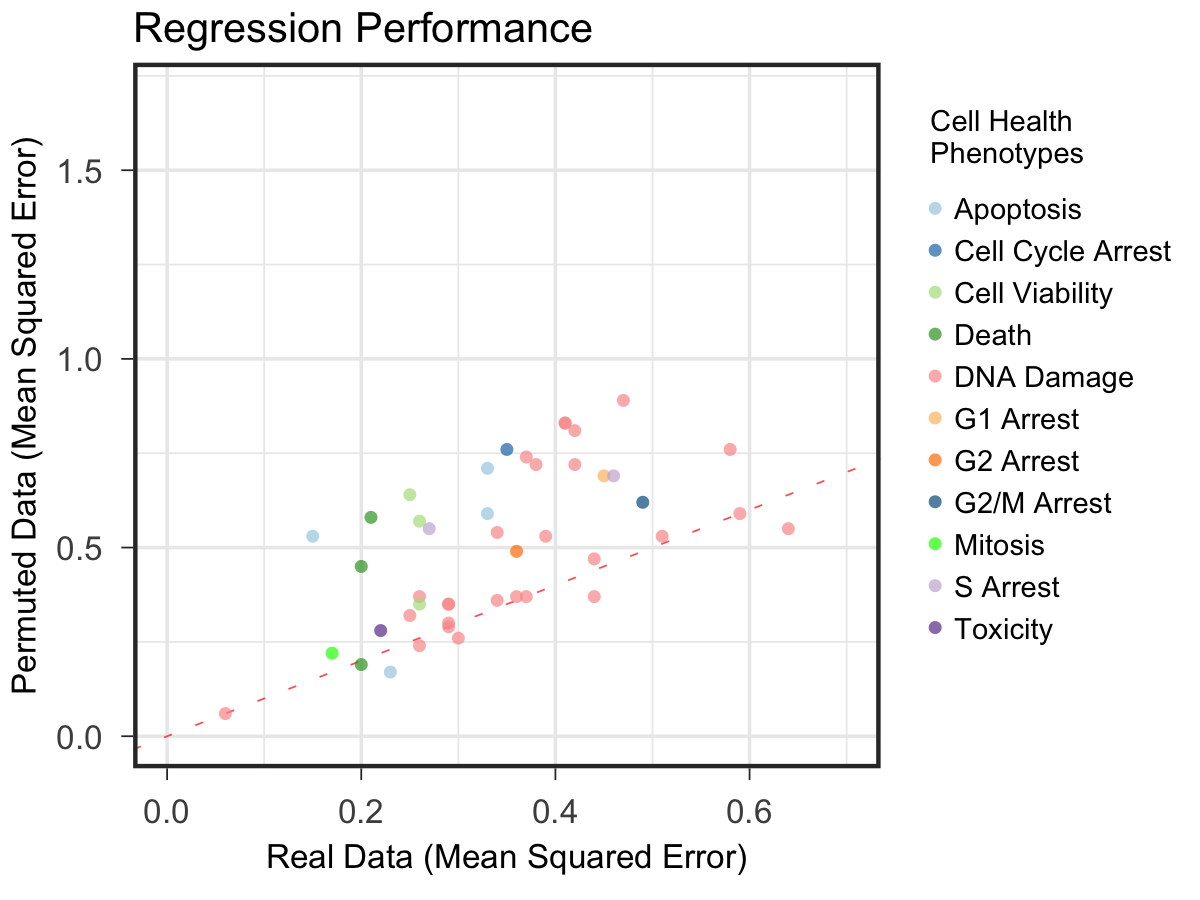 Regression Performance
Permuted Data (Mean Squared Error)
1.5
1.0
0.5
0.0
0.0
0.2
0.4
0.6
Real Data (Mean Squared Error)
Cell Health
Phenotypes
Apoptosis
Cell Cycle Arrest
Cell Viability
Death
DNA Damage
G1 Arrest
G2 Arrest
G2/M Arrest
Mitosis
S Arrest
Toxicity